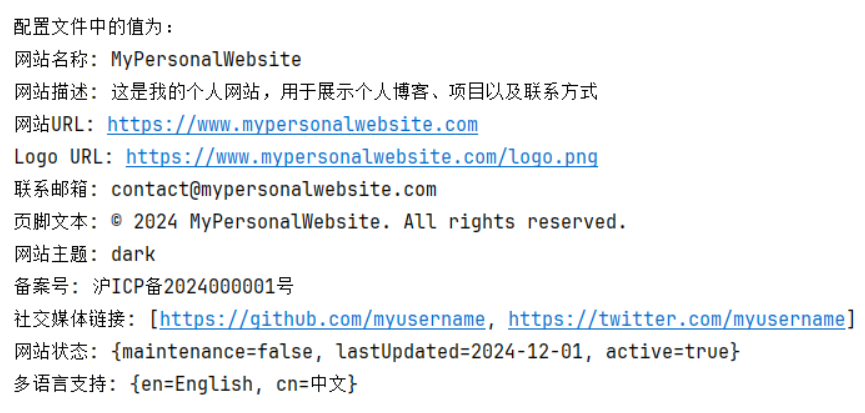 配置文件中的值为：
网站名称: MyPersonalWebsite
网站描述: 这是我的个人网站，用于展示个人博客、项目以及联系方式
网站URL: https://www.mypersonalwebsite.com
Logo URL: https://www.mypersonalwebsite.com/logo.png
联系邮箱: contact@mypersonalwebsite.com
页脚文本: © 2024 MyPersonalWebsite. All rights reserved.
网站主题: dark
备案号: 沪ICP备2024000001号
社交媒体链接: [https://github.com/myusername, https://twitter.com/myusername]
网站状态: {maintenance=false, lastUpdated=2024-12-01, active=true}
多语言支持: {en=English, cn=中文}